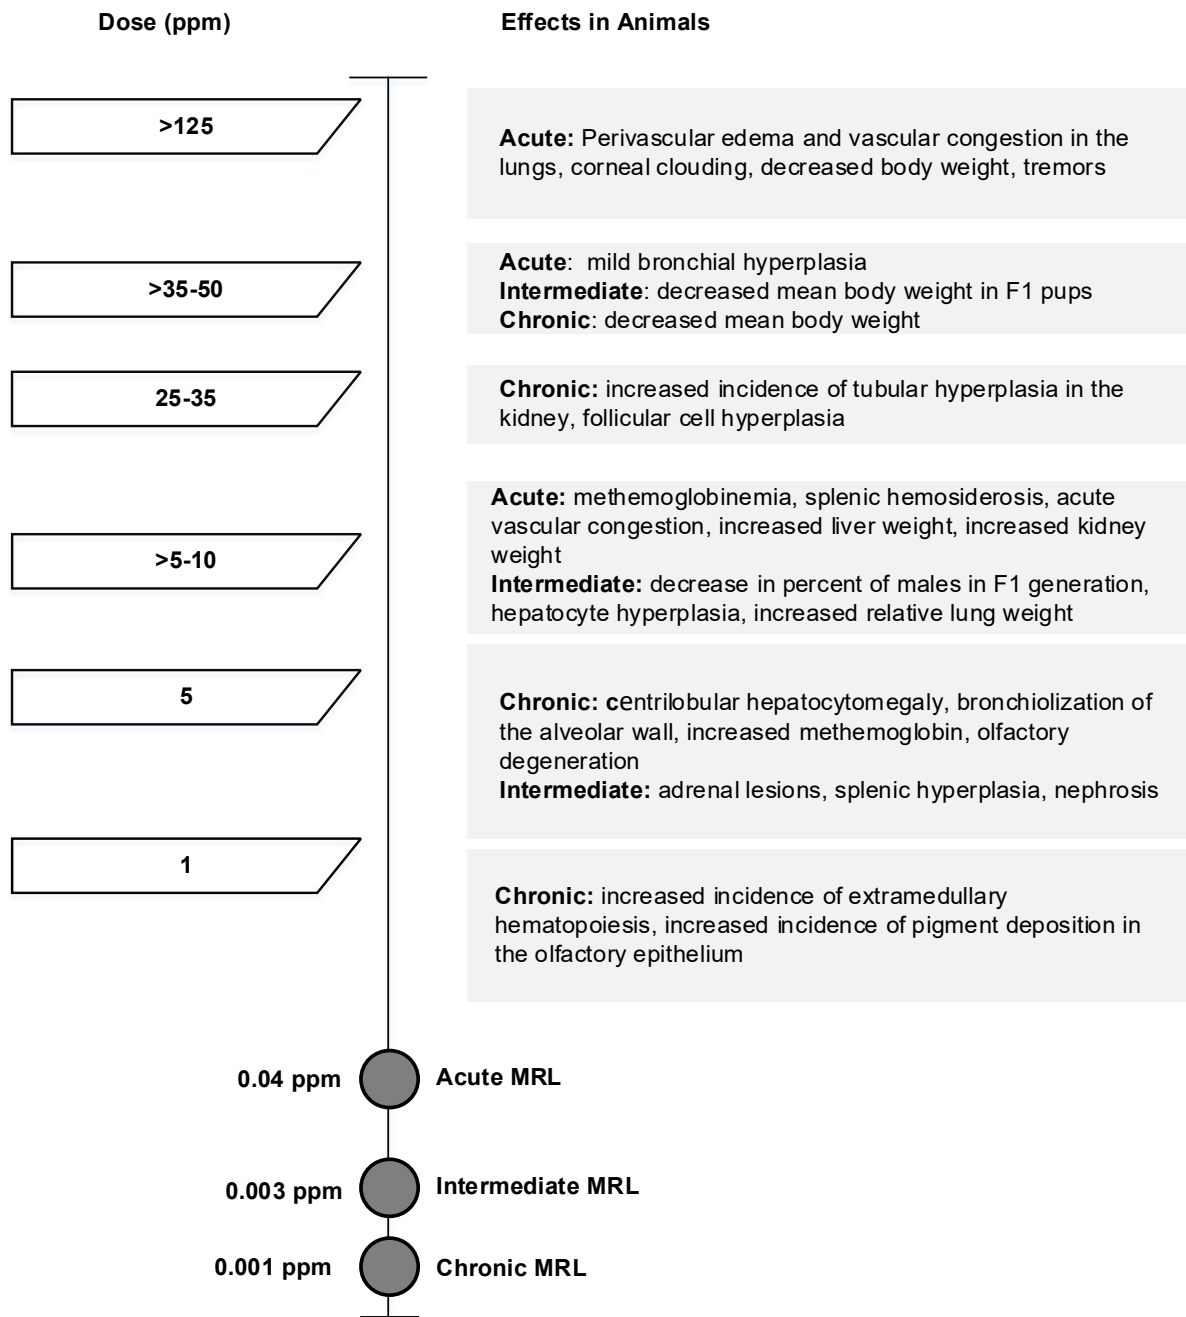 Dose (ppm)
Effects in Animals
>125
Acute: Perivascular edema and vascular congestion in the
lungs, corneal clouding, decreased body weight, tremors
>35-50
Acute:  mild bronchial hyperplasia
Intermediate: decreased mean body weight in F1 pups
Chronic: decreased mean body weight
25-35
Chronic: increased incidence of tubular hyperplasia in the
kidney, follicular cell hyperplasia
>5-10
Acute: methemoglobinemia, splenic hemosiderosis, acute
vascular congestion, increased liver weight, increased kidney
weight
Intermediate: decrease in percent of males in F1 generation,
hepatocyte hyperplasia, increased relative lung weight
5
Chronic: centrilobular hepatocytomegaly, bronchiolization of
the alveolar wall, increased methemoglobin, olfactory
degeneration
Intermediate: adrenal lesions, splenic hyperplasia, nephrosis
1
Chronic: increased incidence of extramedullary
hematopoiesis, increased incidence of pigment deposition in
the olfactory epithelium
0.04 ppm
Acute MRL
0.003 ppm
Intermediate MRL
0.001 ppm
Chronic MRL